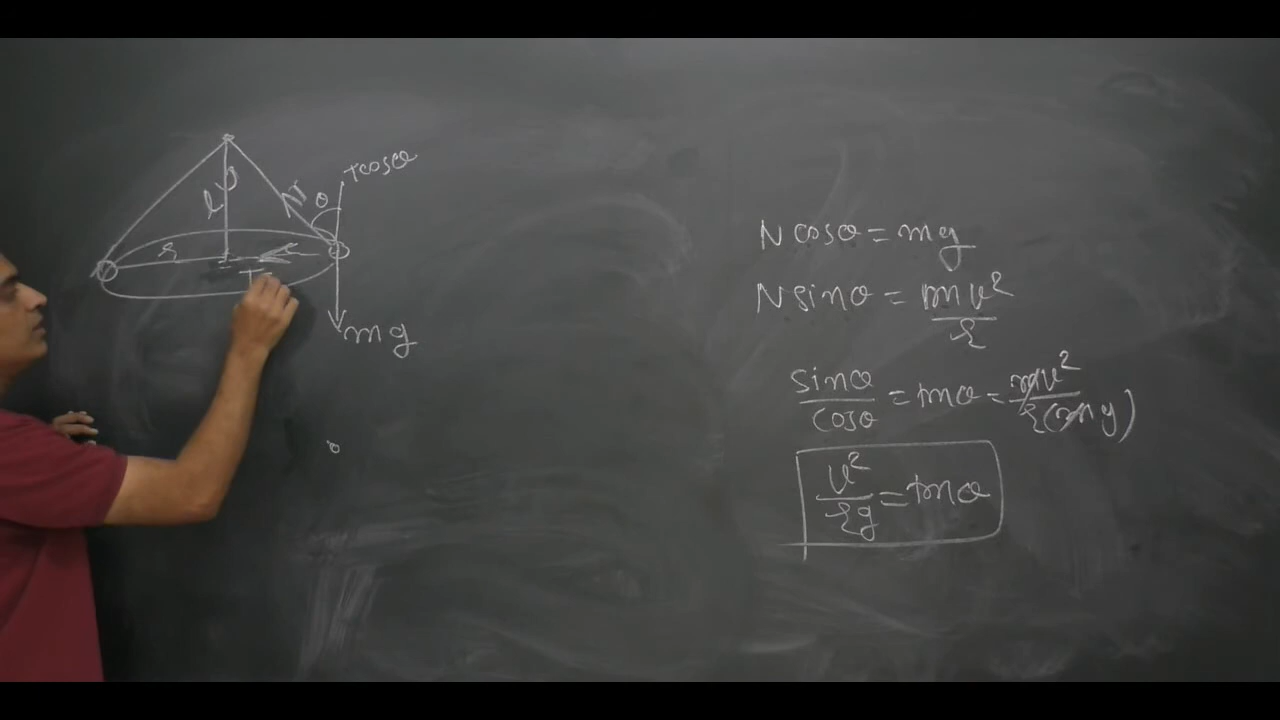 Tcosθ
θ
l
r
T
mg
N cosθ = mg
N sinθ = mv²/r
sinθ/cosθ = tanθ = mv²/r(mg)
v²/rg = tanθ